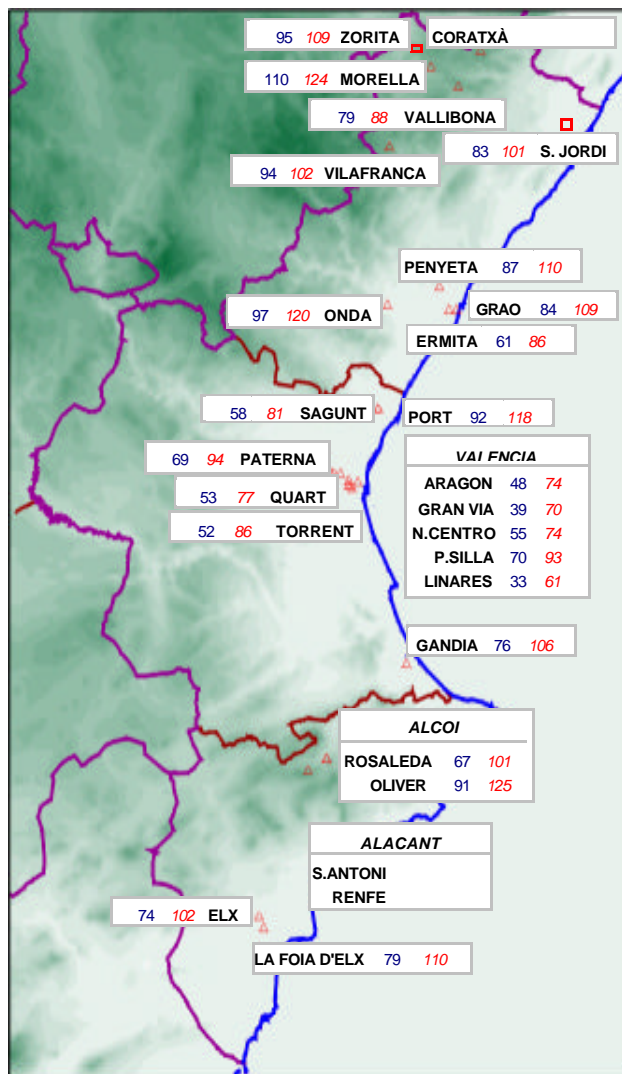 95 109 ZORITA
CORATXÀ
110 124 MORELLA
79 88 VALLIBONA
83 101 S. JORDI
94 102 VILAFRANCA
PENYETA 87 110
97 120 ONDA
GRAO 84 109
ERMITA 61 86
58 81 SAGUNT
PORT 92 118
69 94 PATERNA
53 77 QUART
52 86 TORRENT
VALENCIA
ARAGON 48 74
GRAN VIA 39 70
N.CENTRO 55 74
P.SILLA 70 93
LINARES 33 61
GANDIA 76 106
ALCOI
ROSALEDA 67 101
OLIVER 91 125
ALACANT
S.ANTONI
RENFE
74 102 ELX
LA FOIA D'ELX 79 110